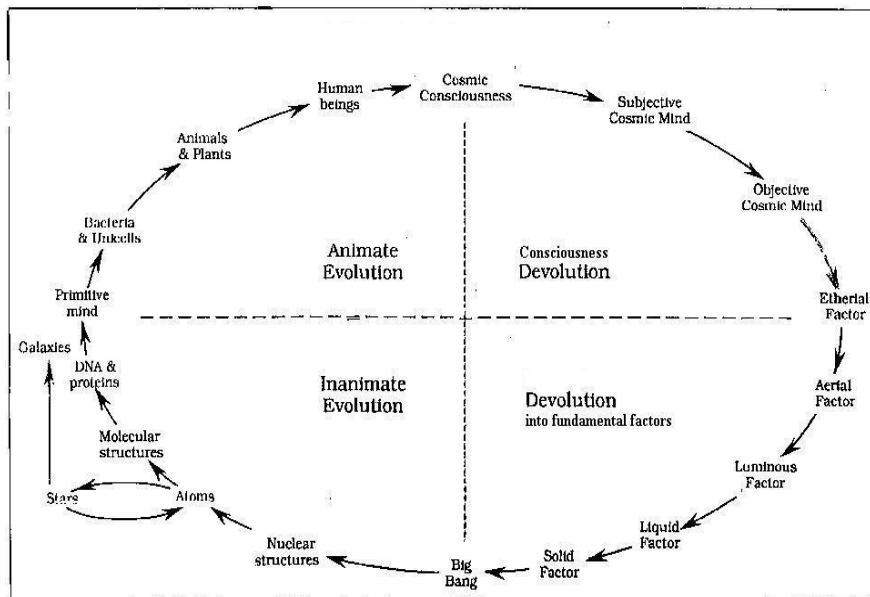 Cosmic
Consciousness
Subjective
Cosmic Mind
Objective
Cosmic Mind
Etherial
Factor
Aerial
Factor
Luminous
Factor
Liquid
Factor
Solid
Factor
Big
Bang
Nuclear
structures
Atoms
Stars
Galaxies
Molecular
structures
DNA &
proteins
Primitive
mind
Bacteria
& Unicells
Animals
& Plants
Human
beings
Animate
Evolution
Consciousness
Devolution
Inanimate
Evolution
Devolution
into fundamental factors